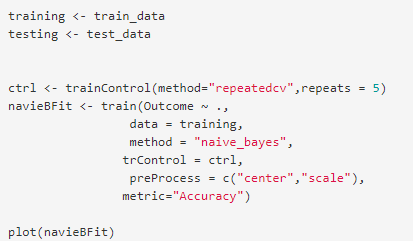 training <- train_data
testing <- test_data
ctrl <- trainControl(method="repeatedcv",repeats = 5)
navieBFit <- train(Outcome ~ .,
data = training,
method = "naive_bayes",
trControl = ctrl,
preProcess = c("center","scale"),
metric="Accuracy")
plot(navieBFit)